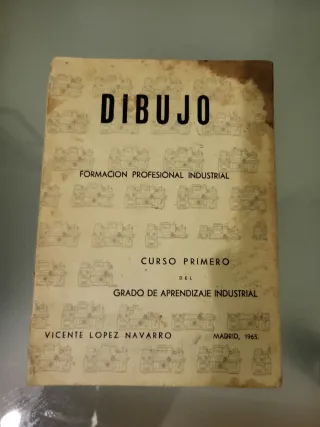 DIBUJO
FORMACION PROFESIONAL INDUSTRIAL
CURSO PRIMERO
DEL
GRADO DE APRENDIZAJE INDUSTRIAL
VICENTE LOPEZ NAVARRO MADRID, 1965.